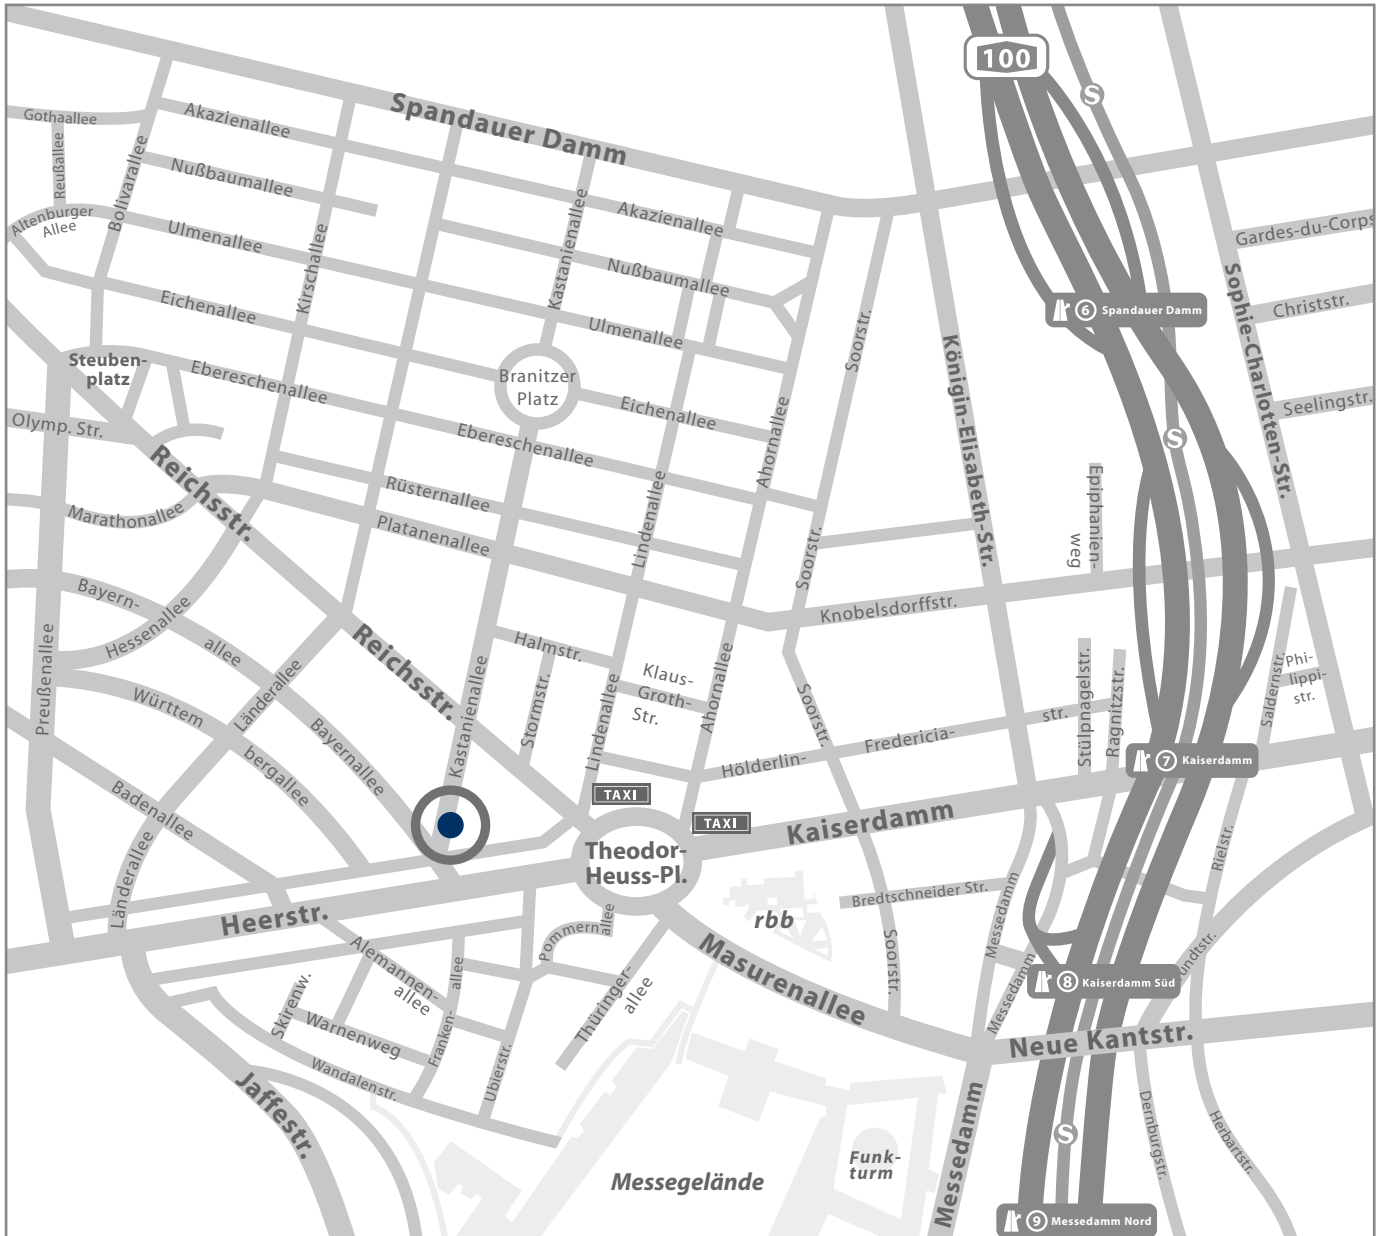 100
S
Gothaallee
Akazienallee
Spandauer Damm
Reußallee
Bolivarallee
Nußbaumallee
Altenburger
Allee
Ulmenallee
Kirschallee
Kastanienallee
Akazienallee
Nußbaumallee
Gardes-du-Corps
Eichenallee
Ulmenallee
Soorstr.
6 Spandauer Damm
Christstr.
Sophie-Charlotten-Str.
Königin-Elisabeth-Str.
Steuben-
platz
Ebereschenallee
Branitzer
Platz
Eichenallee
Seelingstr.
Olymp. Str.
Ebereschenallee
Ahornallee
S
Reichsstr.
Rüsternallee
Lindenallee
Epiphanien-
weg
Marathonallee
Platanenallee
Soorstr.
Bayern-
allee
Hessenallee
Knobelsdorffstr.
Preußenallee
Württem
bergallee
Länderallee
Bayernallee
Reichsstr.
Kastanienallee
Halmstr.
Stormstr.
Lindenallee
Klaus-
Groth-
Str.
Ahornallee
Soorstr.
Hölderlin-
Fredericia-
str.
Stülpnagelstr.
Ragnitzstr.
Saldernstr.
Phi-
lippi-
str.
7 Kaiserdamm
Badenallee
TAXI
TAXI
Kaiserdamm
Theodor-
Heuss-Pl.
Rielstr.
Länderallee
Heerstr.
rbb
Bredtschneider Str.
Messedamm
Pommernallee
Masurenallee
Soorstr.
Alemannen-
allee
Franken-
allee
Thüringer-
allee
Messedamm
8 Kaiserdamm Süd
undtstr.
Skirenw.
Warnenweg
Wandalenstr.
Ubierstr.
Neue Kantstr.
Jaffestr.
Messedamm
Dernburgstr.
Herbartstr.
S
Funk-
turm
Messegelände
9 Messedamm Nord